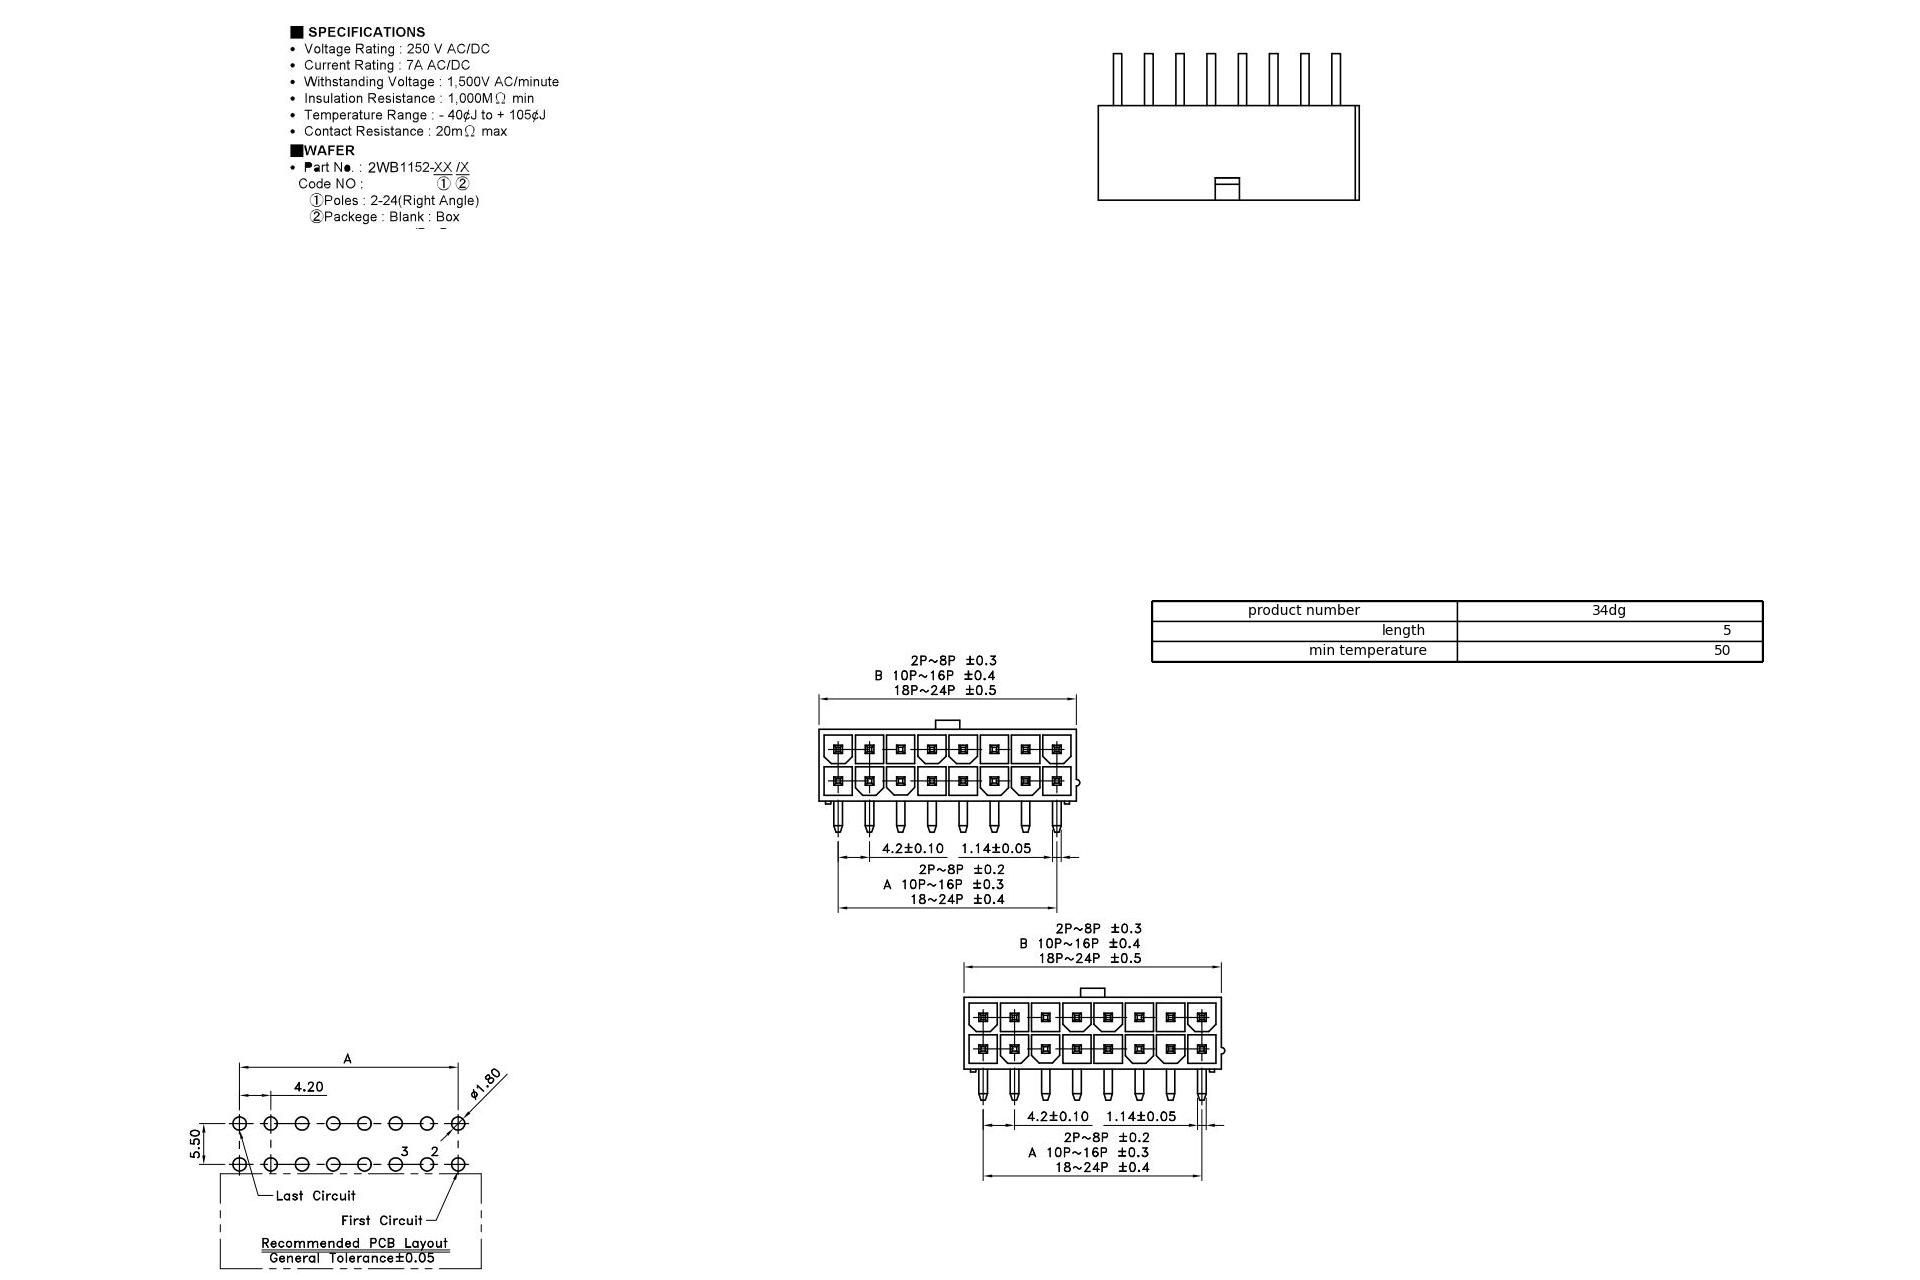 ■ SPECIFICATIONS
• Voltage Rating : 250 V AC/DC
• Current Rating : 7A AC/DC
• Withstanding Voltage : 1,500V AC/minute
• Insulation Resistance : 1,000MΩ min
• Temperature Range : - 40¢J to + 105¢J
• Contact Resistance : 20mΩ max
■WAFER
• Part No. : 2WB1152-XX /X
Code NO : ① ②
①Poles : 2-24(Right Angle)
②Packege : Blank : Box
product number 34dg
length 5
min temperature 50
2P~8P ±0.3
B 10P~16P ±0.4
18P~24P ±0.5
4.2±0.10 1.14±0.05
2P~8P ±0.2
A 10P~16P ±0.3
18~24P ±0.4
2P~8P ±0.3
B 10P~16P ±0.4
18P~24P ±0.5
4.2±0.10 1.14±0.05
2P~8P ±0.2
A 10P~16P ±0.3
18~24P ±0.4
A
4.20
ø1.80
5.50
3 2
Last Circuit
First Circuit
Recommended PCB Layout
General Tolerance±0.05